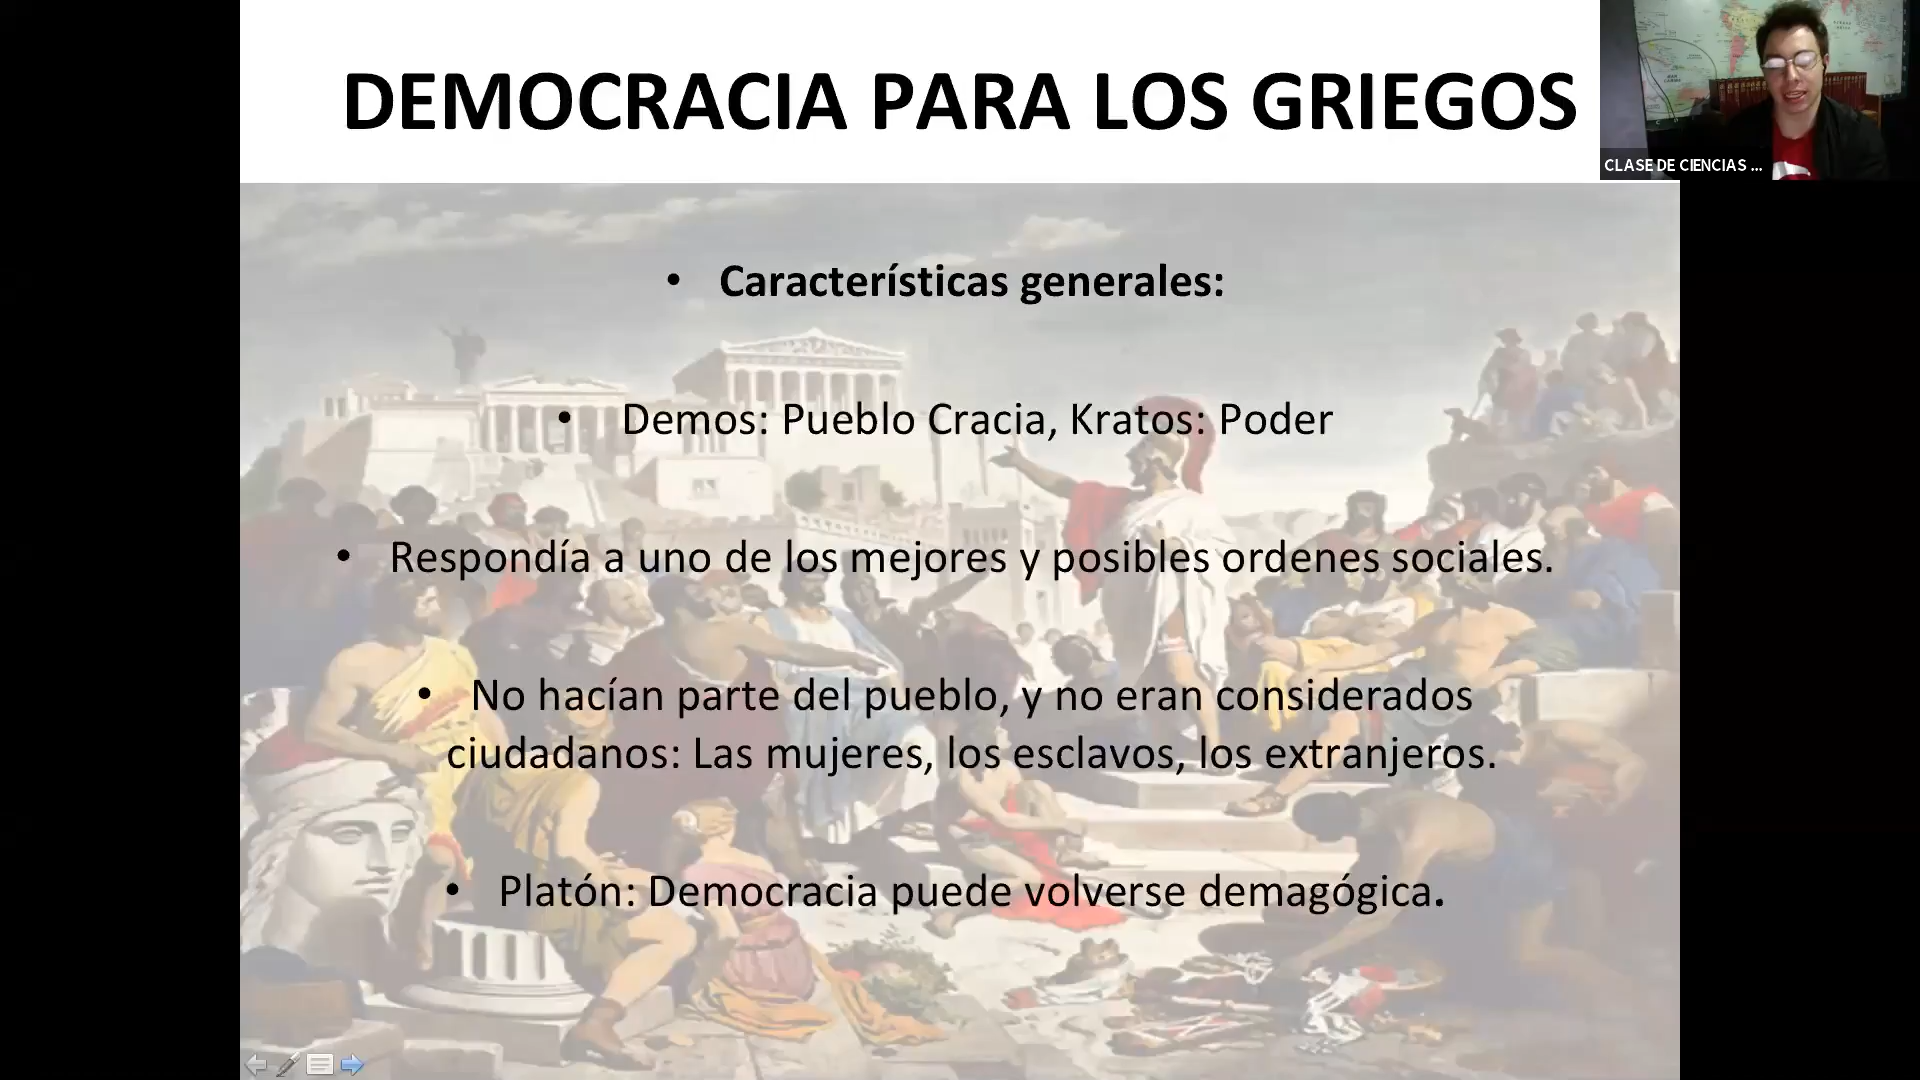 DEMOCRACIA PARA LOS GRIEGOS
CLASE DE CIENCIAS ...
• Características generales:
• Demos: Pueblo Cracia, Kratos: Poder
• Respondía a uno de los mejores y posibles ordenes sociales.
• No hacían parte del pueblo, y no eran considerados
ciudadanos: Las mujeres, los esclavos, los extranjeros.
• Platón: Democracia puede volverse demagógica.